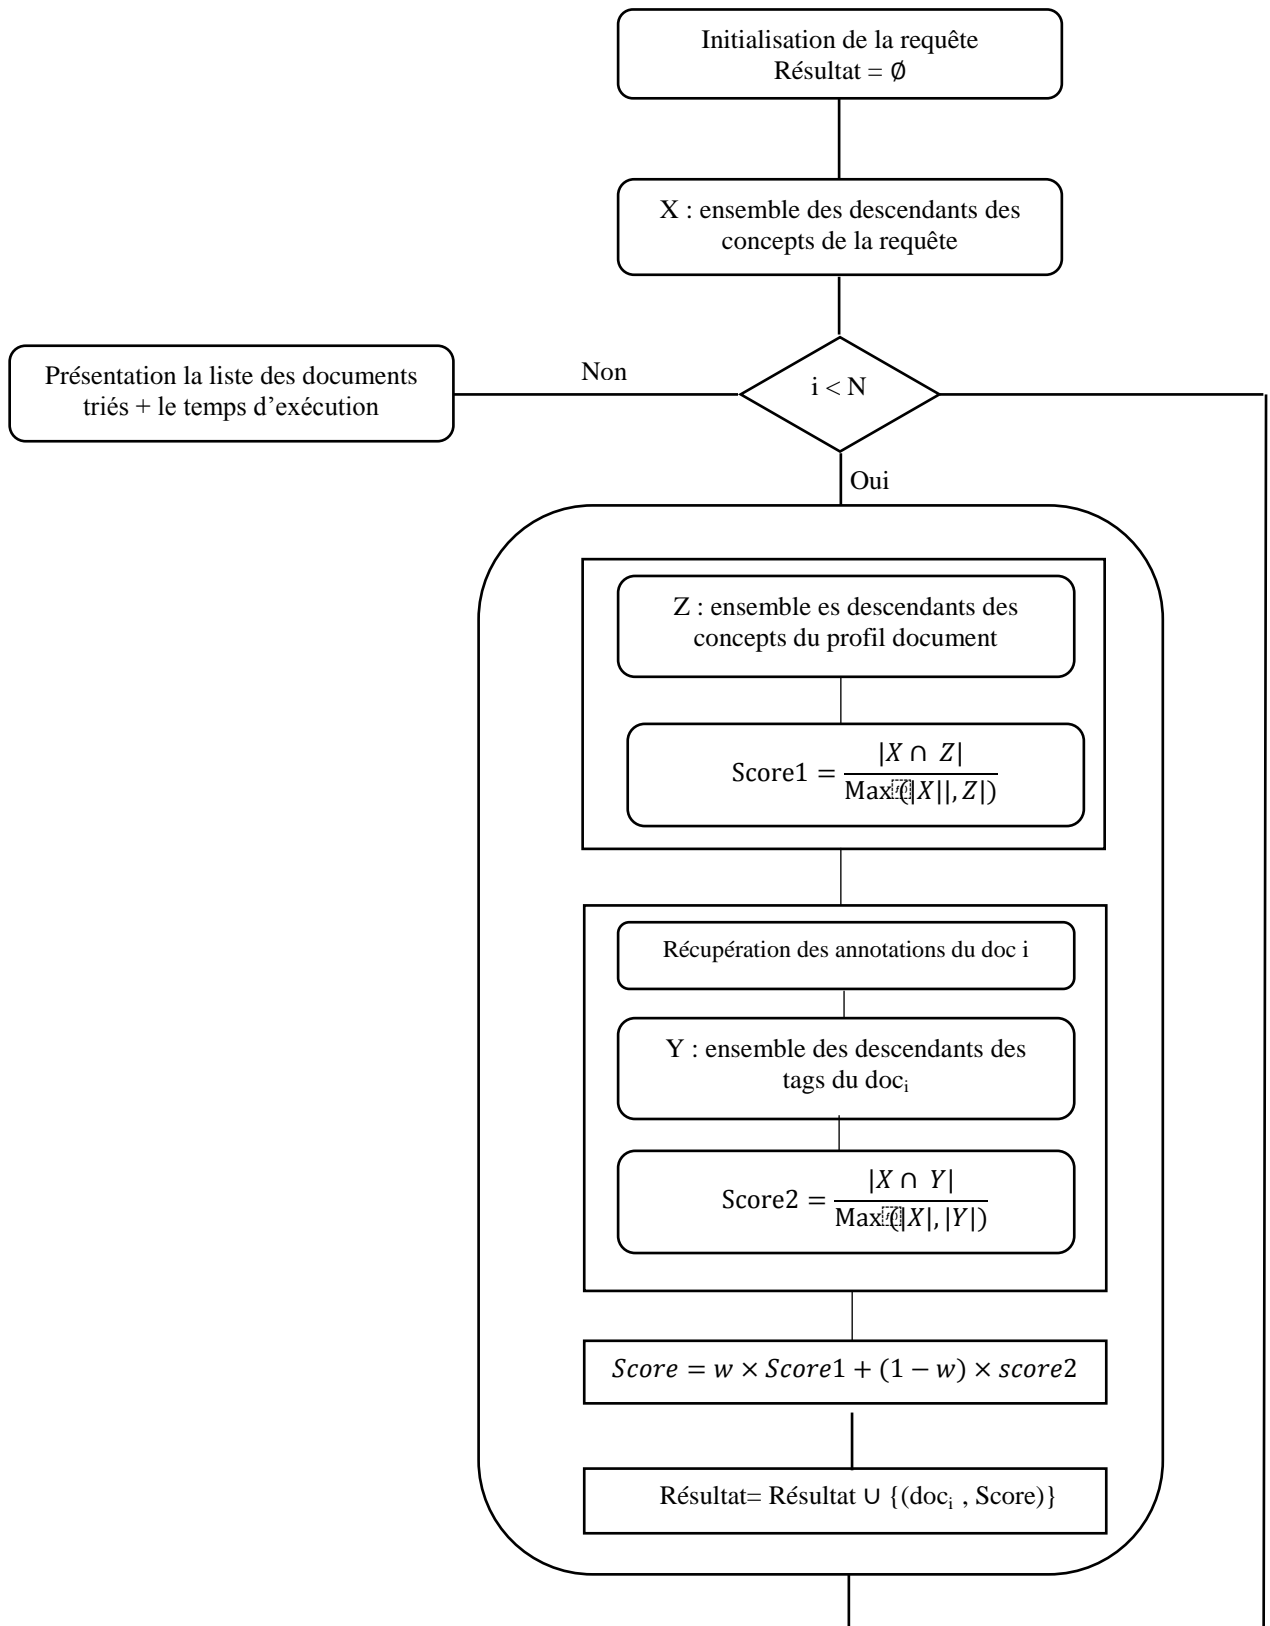 Initialisation de la requête
Résultat = ∅
X : ensemble des descendants des
concepts de la requête
Présentation la liste des documents
triés + le temps d’exécution
Non
i < N
Oui
Z : ensemble es descendants des
concepts du profil document
Score1 = |X ∩ Z| / Max(|X||, Z|)
Récupération des annotations du doc i
Y : ensemble des descendants des
tags du docᵢ
Score2 = |X ∩ Y| / Max(|X|, |Y|)
Score = w × Score1 + (1 − w) × score2
Résultat= Résultat ∪ {(docᵢ , Score)}